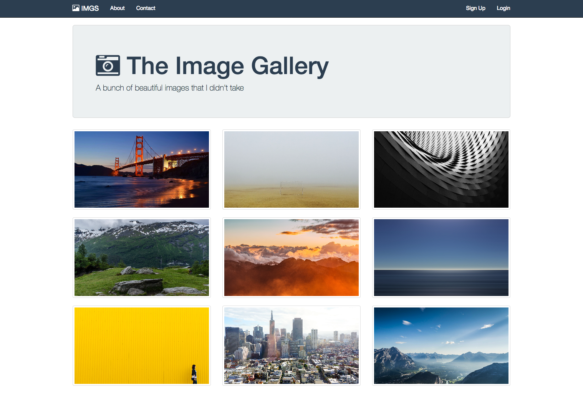 IMGS About Contact Sign Up Login
The Image Gallery
A bunch of beautiful images that I didn't take